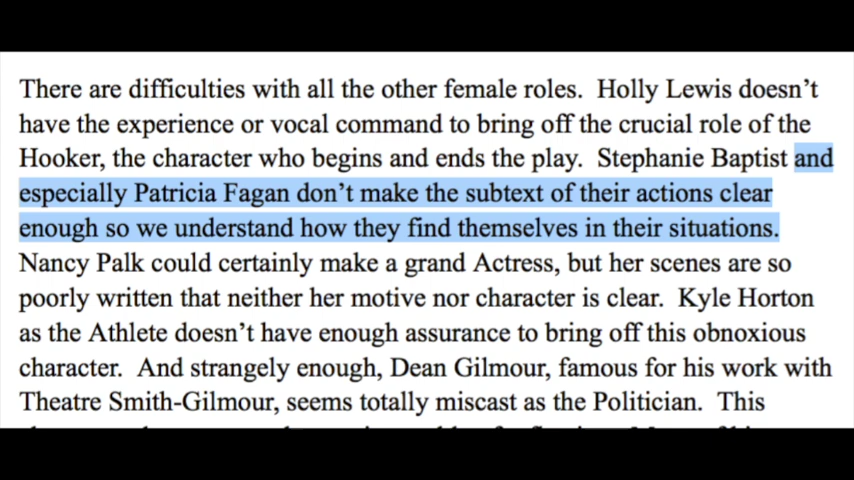 There are difficulties with all the other female roles.  Holly Lewis doesn’t
have the experience or vocal command to bring off the crucial role of the
Hooker, the character who begins and ends the play.  Stephanie Baptist and
especially Patricia Fagan don’t make the subtext of their actions clear
enough so we understand how they find themselves in their situations.
Nancy Palk could certainly make a grand Actress, but her scenes are so
poorly written that neither her motive nor character is clear.  Kyle Horton
as the Athlete doesn’t have enough assurance to bring off this obnoxious
character.  And strangely enough, Dean Gilmour, famous for his work with
Theatre Smith-Gilmour, seems totally miscast as the Politician.  This